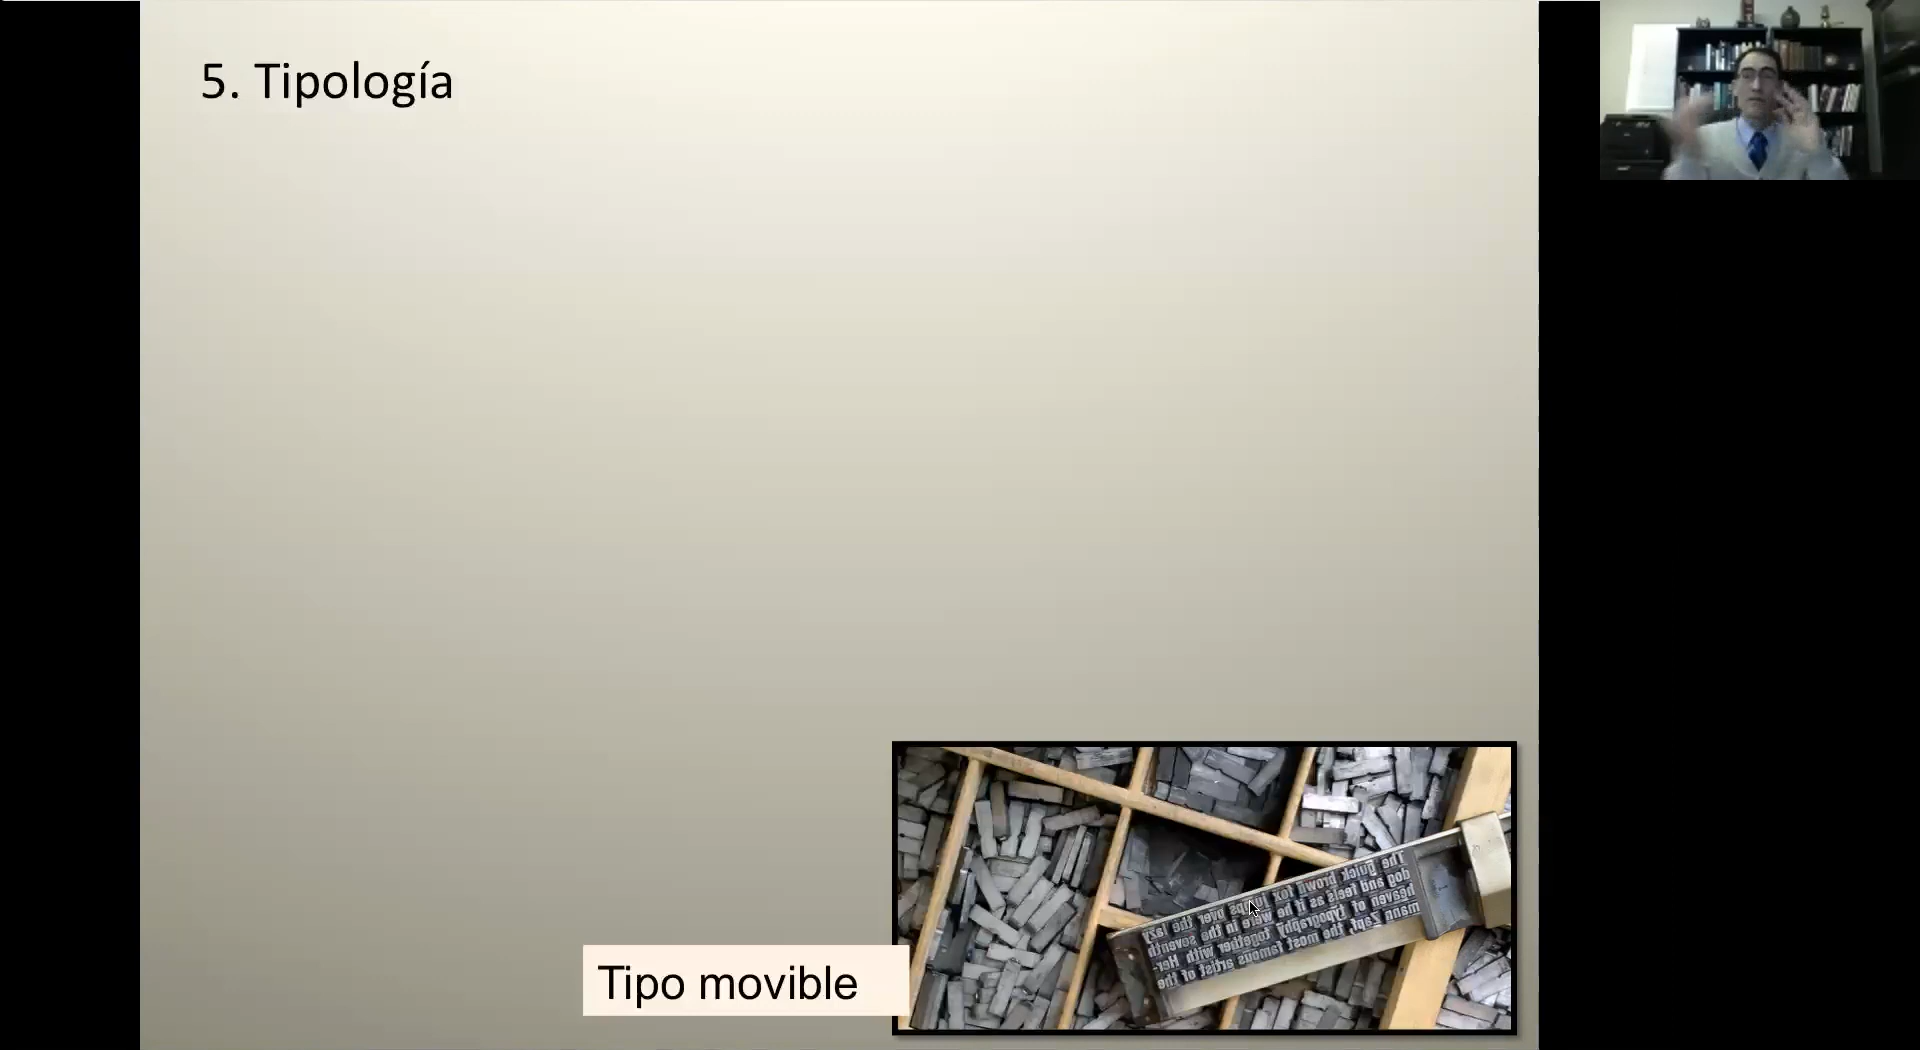 5. Tipología
The quick brown fox jumps over the lazy
dog and feels as if he were in the seventh
heaven of typography together with Her-
mann Zapf, the most famous artist of the
Tipo movible